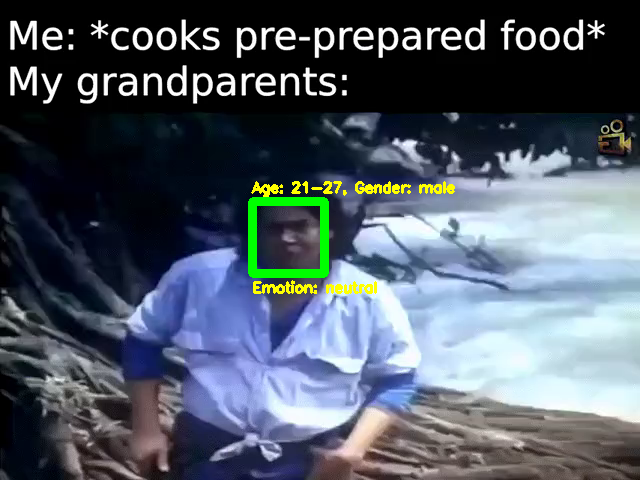 Me: *cooks pre-prepared food*
My grandparents:
Age: 21-27, Gender: male
Emotion: neutral